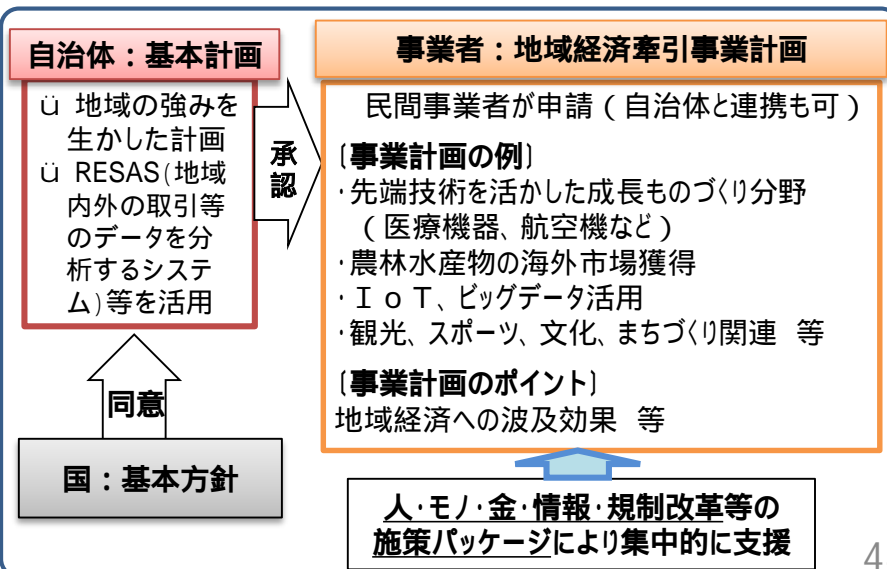 自治体：基本計画
ü 地域の強みを
生かした計画
ü RESAS(地域
内外の取引等
のデータを分
析するシステ
ム)等を活用
承
認
同意
国：基本方針
事業者：地域経済牽引事業計画
民間事業者が申請（自治体と連携も可）
〔事業計画の例〕
・先端技術を活かした成長ものづくり分野
（医療機器、航空機など）
・農林水産物の海外市場獲得
・ＩｏＴ、ビッグデータ活用
・観光、スポーツ、文化、まちづくり関連 等
〔事業計画のポイント〕
地域経済への波及効果 等
人・モノ・金・情報・規制改革等の
施策パッケージにより集中的に支援
4